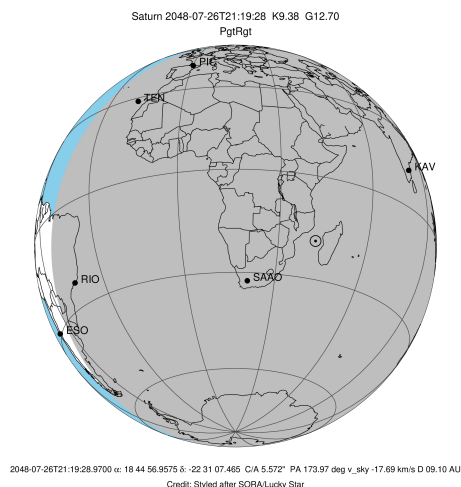 Saturn 2048-07-26T21:19:28 K9.38 G12.70
PgtRgt
PIC
TEN
KAV
RIO
SAAO
ESO
2048-07-26T21:19:28.9700 α: 18 44 56.9575 δ: -22 31 07.465 C/A 5.572" PA 173.97 deg v_sky -17.69 km/s D 09.10 AU
Credit: Styled after SORA/Lucky Star